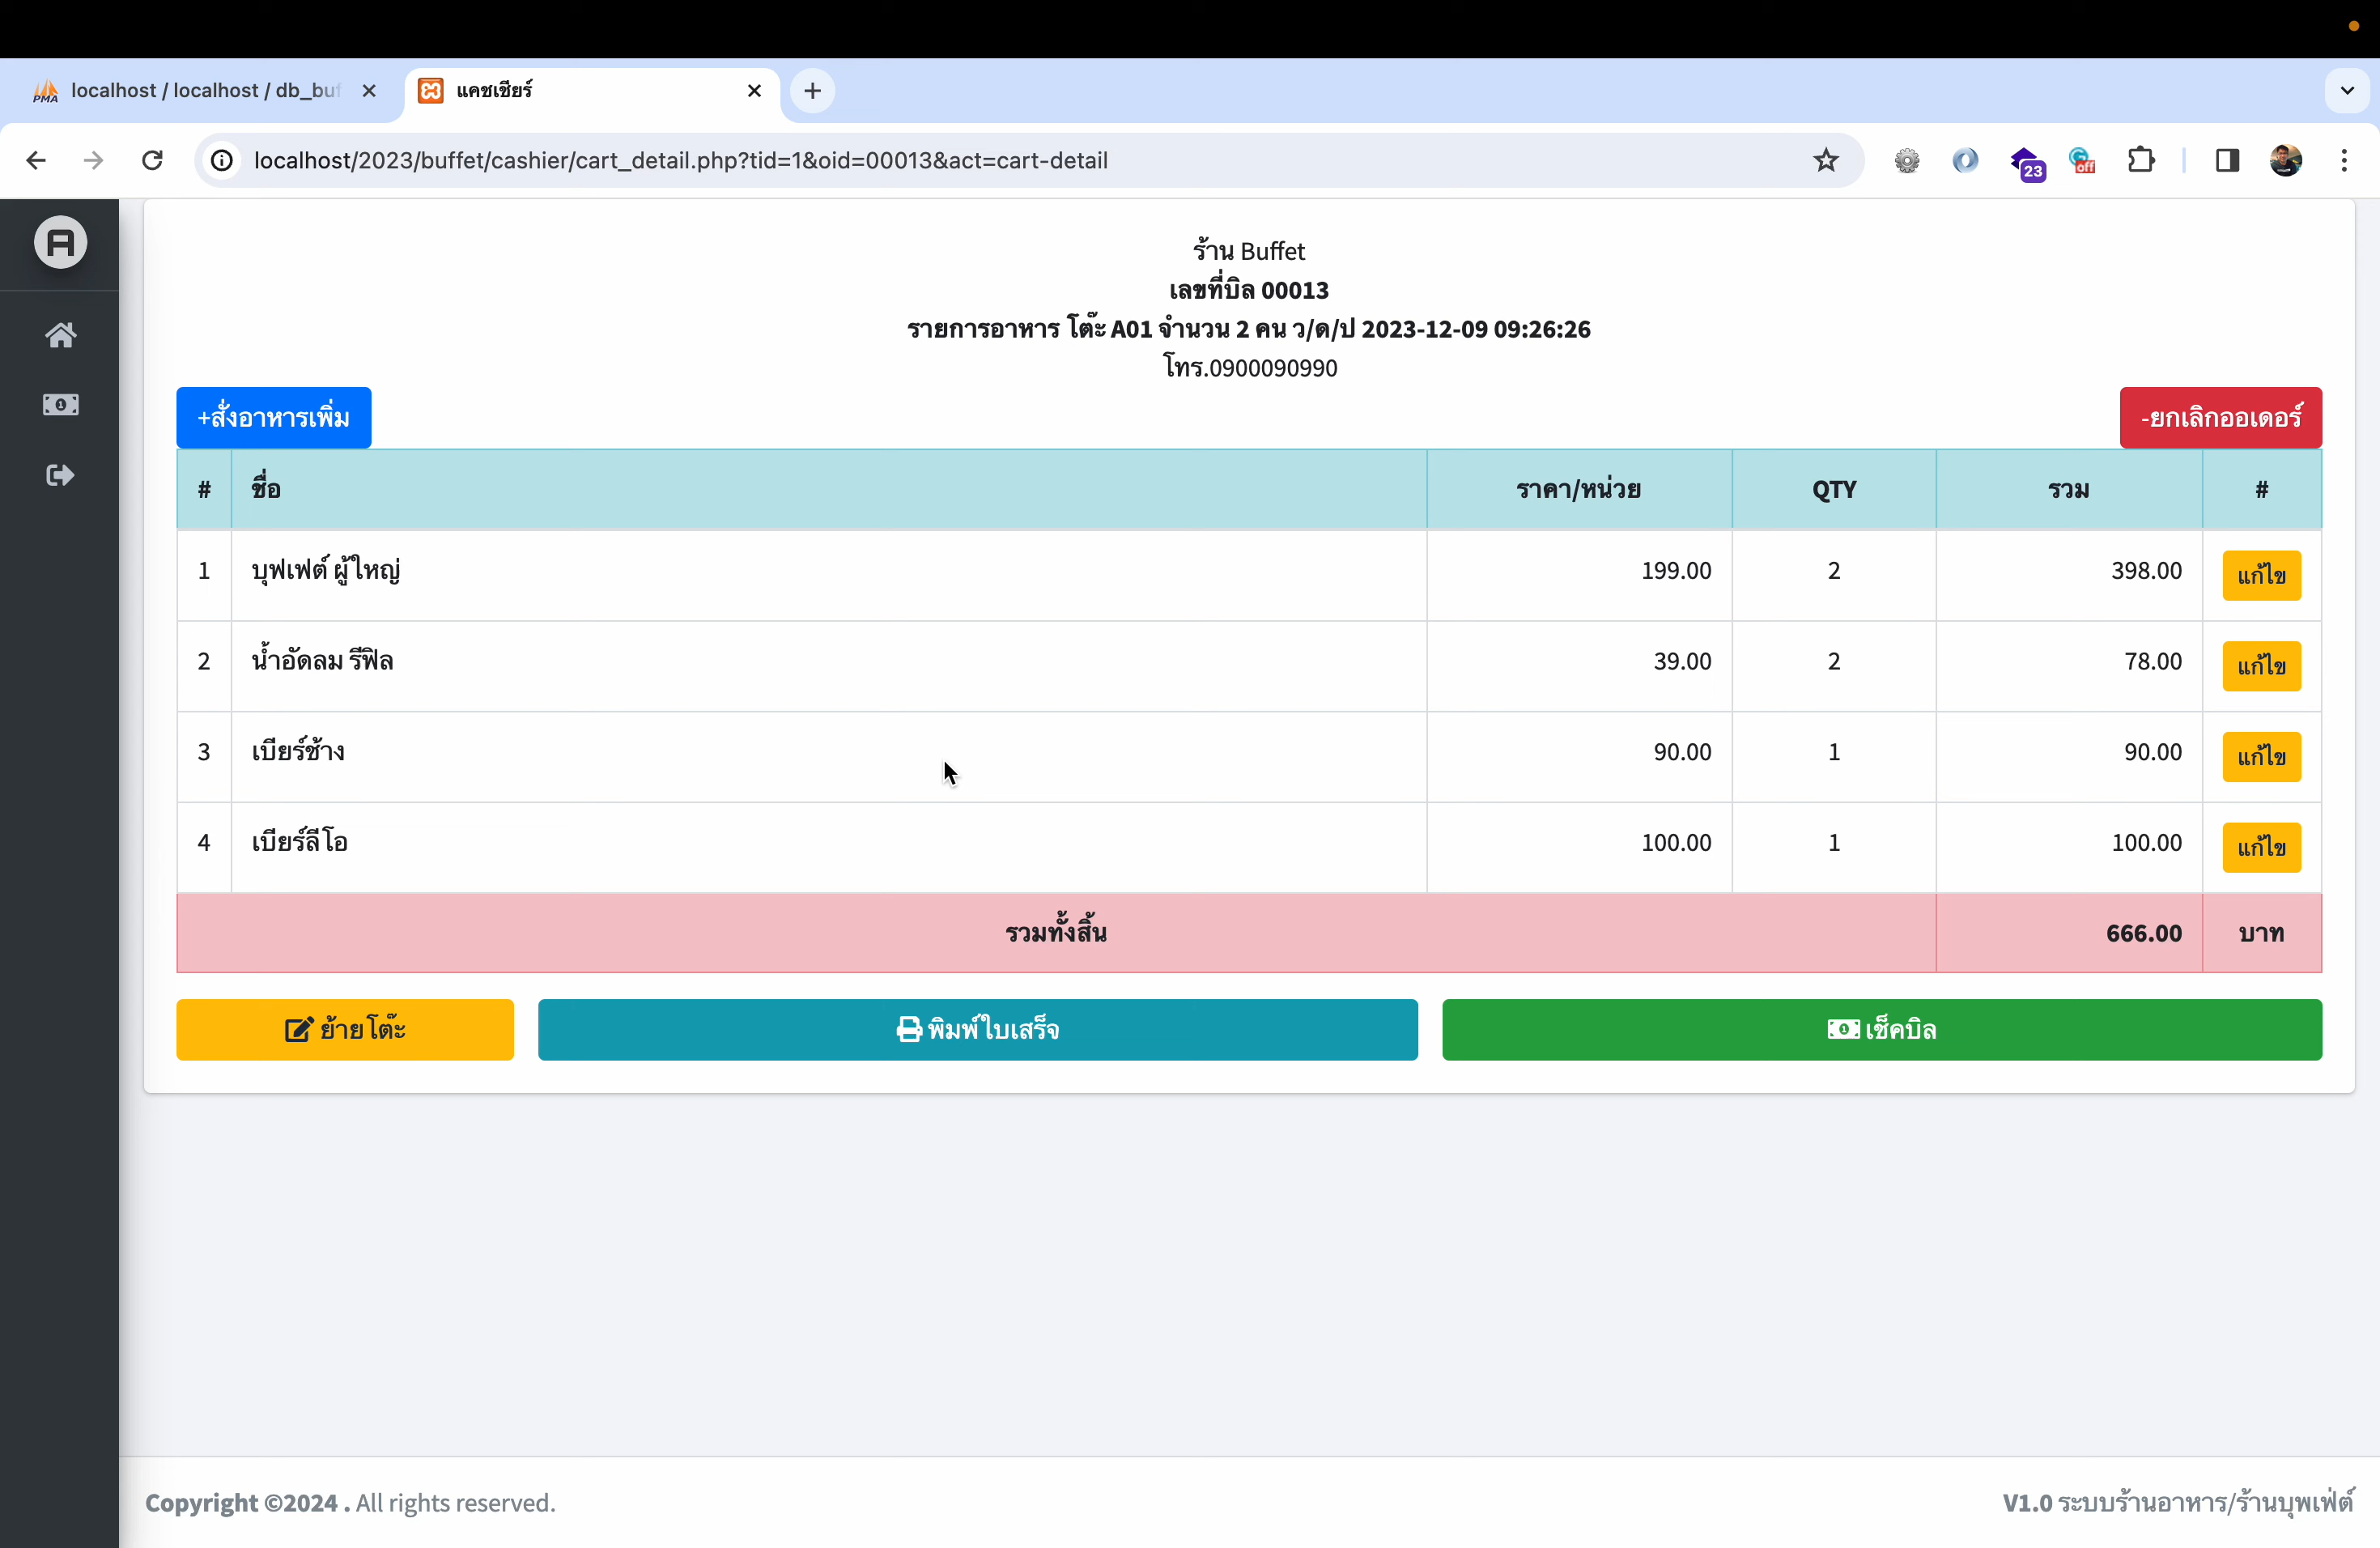 localhost / localhost / db_buf
แคชเชียร์
localhost/2023/buffet/cashier/cart_detail.php?tid=1&oid=00013&act=cart-detail
23
off
ร้าน Buffet
เลขที่บิล 00013
รายการอาหาร โต๊ะ A01 จำนวน 2 คน ว/ด/ป 2023-12-09 09:26:26
โทร.0900090990
+สั่งอาหารเพิ่ม
-ยกเลิกออเดอร์
# ชื่อ ราคา/หน่วย QTY รวม #
1 บุฟเฟต์ ผู้ใหญ่ 199.00 2 398.00 แก้ไข
2 น้ำอัดลม รีฟิล 39.00 2 78.00 แก้ไข
3 เบียร์ช้าง 90.00 1 90.00 แก้ไข
4 เบียร์ลีโอ 100.00 1 100.00 แก้ไข
รวมทั้งสิ้น 666.00 บาท
ย้ายโต๊ะ
พิมพ์ใบเสร็จ
เช็คบิล
Copyright ©2024 . All rights reserved.
V1.0 ระบบร้านอาหาร/ร้านบุพเฟ่ต์